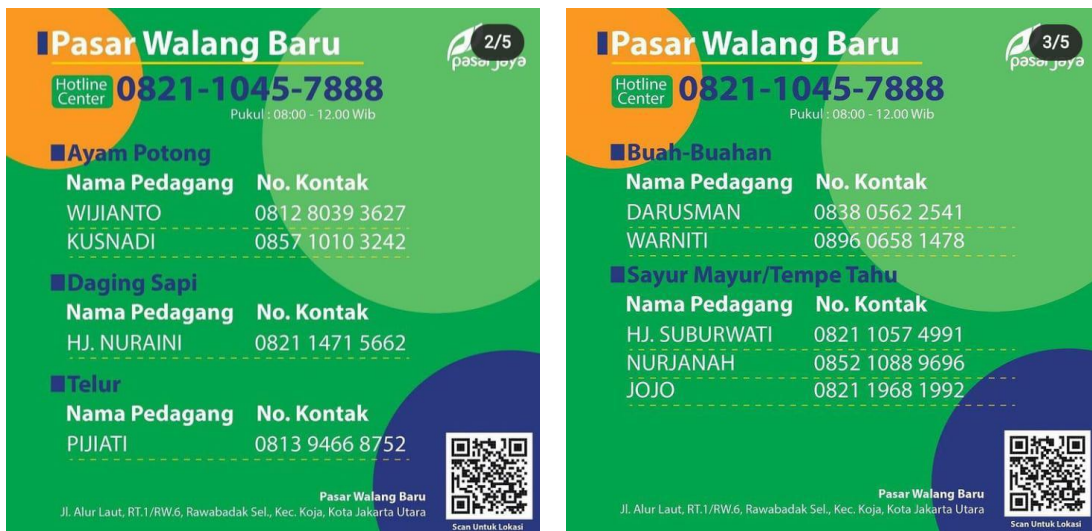 Pasar Walang Baru
2/5
pasar jaya
Hotline Center 0821-1045-7888
Pukul : 08:00 - 12.00 Wib
Ayam Potong
Nama Pedagang No. Kontak
WIJIANTO 0812 8039 3627
KUSNADI 0857 1010 3242
Daging Sapi
Nama Pedagang No. Kontak
HJ. NURAINI 0821 1471 5662
Telur
Nama Pedagang No. Kontak
PIJIATI 0813 9466 8752
Pasar Walang Baru
Jl. Alur Laut, RT.1/RW.6, Rawabadak Sel., Kec. Koja, Kota Jakarta Utara
Scan Untuk Lokasi
Pasar Walang Baru
3/5
pasar jaya
Hotline Center 0821-1045-7888
Pukul : 08:00 - 12.00 Wib
Buah-Buahan
Nama Pedagang No. Kontak
DARUSMAN 0838 0562 2541
WARNITI 0896 0658 1478
Sayur Mayur/Tempe Tahu
Nama Pedagang No. Kontak
HJ. SUBURWATI 0821 1057 4991
NURJANAH 0852 1088 9696
JOJO 0821 1968 1992
Pasar Walang Baru
Jl. Alur Laut, RT.1/RW.6, Rawabadak Sel., Kec. Koja, Kota Jakarta Utara
Scan Untuk Lokasi